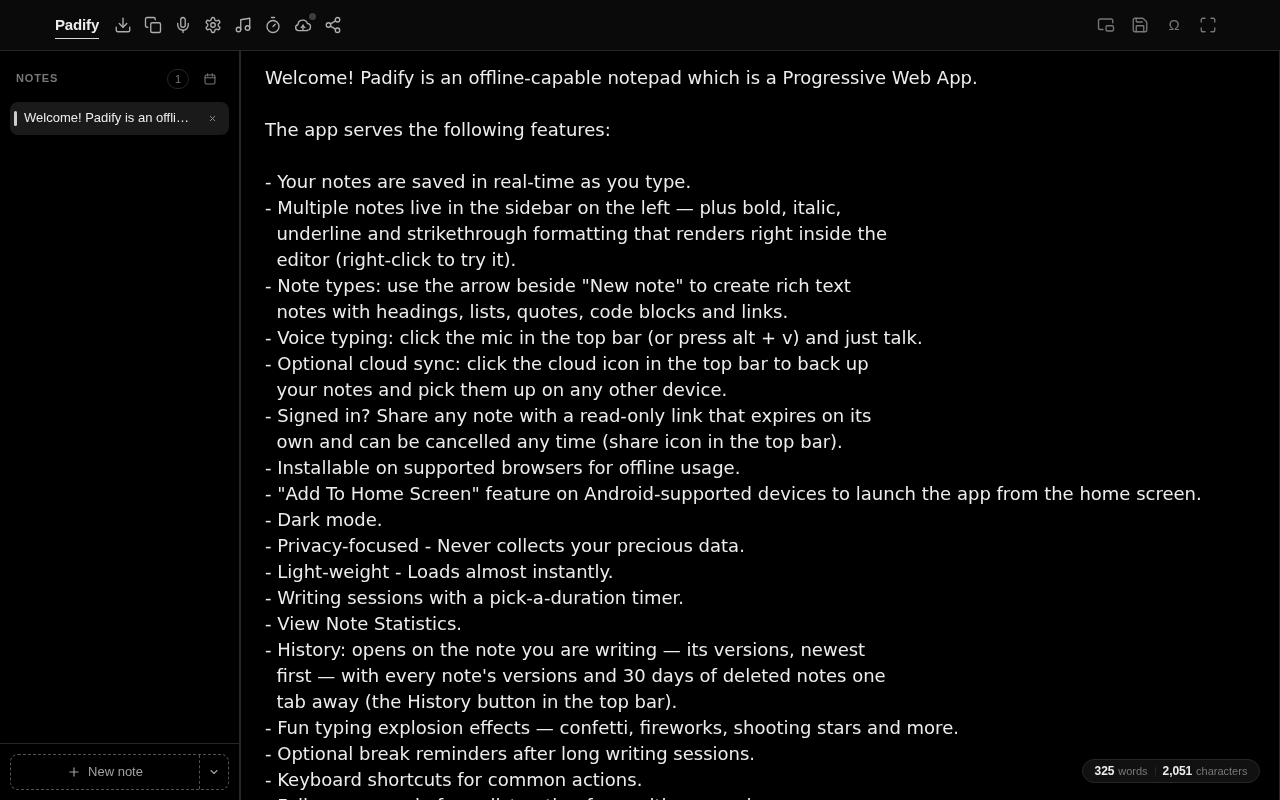 Padify
Ω
NOTES
1
Welcome! Padify is an offli…
New note
Welcome! Padify is an offline-capable notepad which is a Progressive Web App.
The app serves the following features:
- Your notes are saved in real-time as you type.
- Multiple notes live in the sidebar on the left — plus bold, italic,
underline and strikethrough formatting that renders right inside the
editor (right-click to try it).
- Note types: use the arrow beside "New note" to create rich text
notes with headings, lists, quotes, code blocks and links.
- Voice typing: click the mic in the top bar (or press alt + v) and just talk.
- Optional cloud sync: click the cloud icon in the top bar to back up
your notes and pick them up on any other device.
- Signed in? Share any note with a read-only link that expires on its
own and can be cancelled any time (share icon in the top bar).
- Installable on supported browsers for offline usage.
- "Add To Home Screen" feature on Android-supported devices to launch the app from the home screen.
- Dark mode.
- Privacy-focused - Never collects your precious data.
- Light-weight - Loads almost instantly.
- Writing sessions with a pick-a-duration timer.
- View Note Statistics.
- History: opens on the note you are writing — its versions, newest
first — with every note's versions and 30 days of deleted notes one
tab away (the History button in the top bar).
- Fun typing explosion effects — confetti, fireworks, shooting stars and more.
- Optional break reminders after long writing sessions.
- Keyboard shortcuts for common actions.
325 words | 2,051 characters